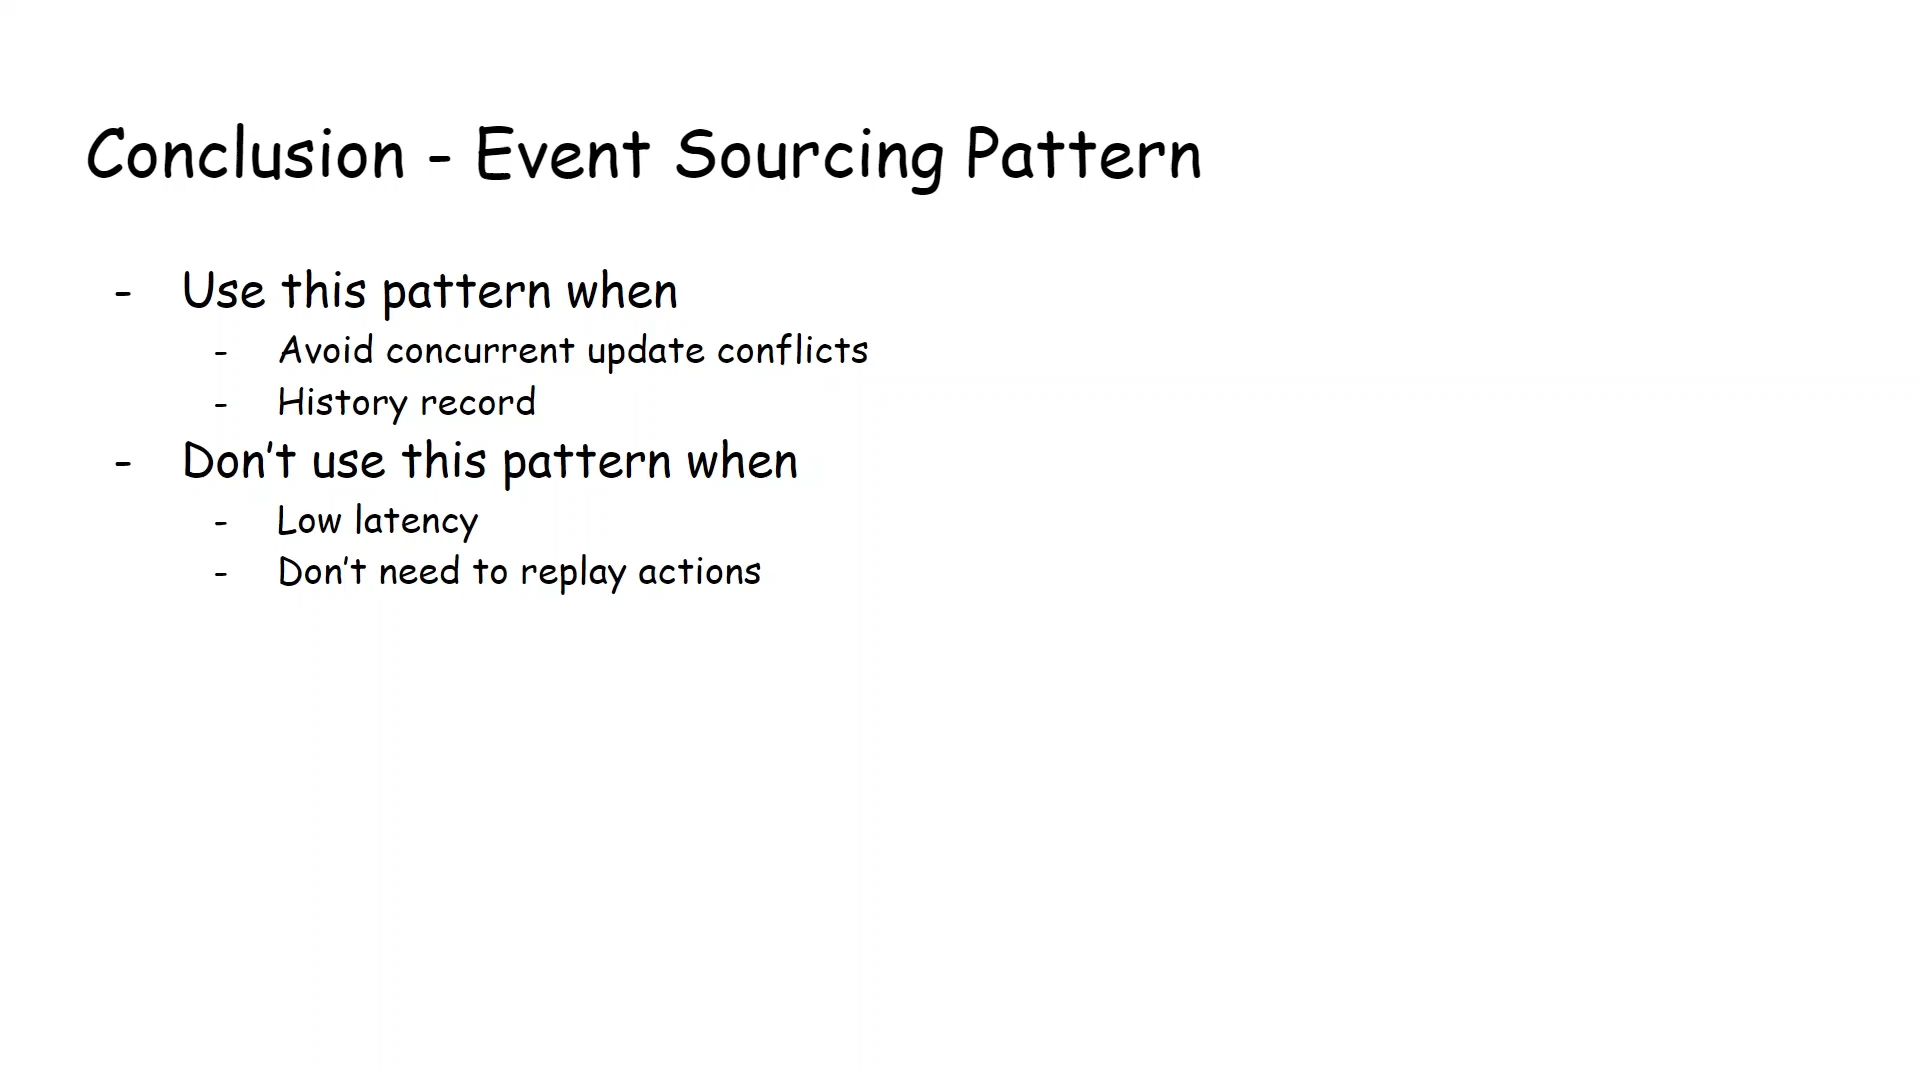 Conclusion - Event Sourcing Pattern
- Use this pattern when
- Avoid concurrent update conflicts
- History record
- Don’t use this pattern when
- Low latency
- Don’t need to replay actions